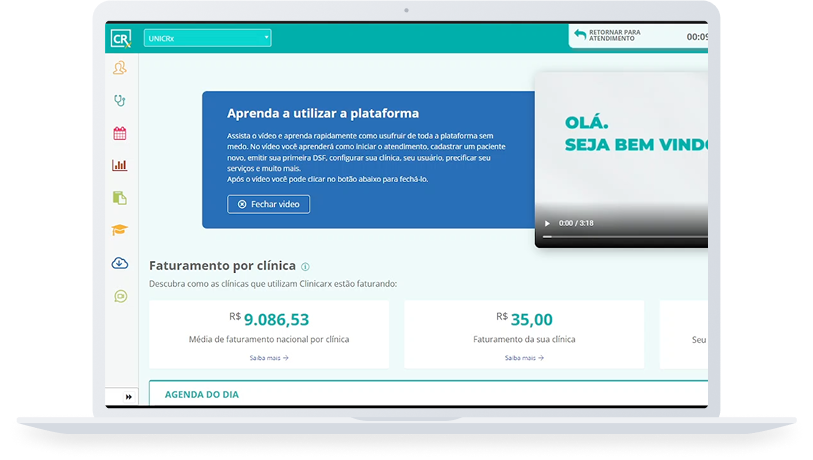 CR
UNICRx
RETORNAR PARA
ATENDIMENTO
00:09
Aprenda a utilizar a plataforma
Assista o vídeo e aprenda rapidamente como usufruir de toda a plataforma sem
medo. No vídeo você aprenderá como iniciar o atendimento, cadastrar um paciente
novo, emitir sua primeira DSF, configurar sua clínica, seu usuário, precificar seu
serviços e muito mais.
Após o vídeo você pode clicar no botão abaixo para fechá-lo.
Fechar vídeo
OLÁ.
SEJA BEM VINDO
0:00 / 3:18
Faturamento por clínica
Descubra como as clínicas que utilizam Clinicarx estão faturando:
R$ 9.086,53
Média de faturamento nacional por clínica
Saiba mais
R$ 35,00
Faturamento da sua clínica
Saiba mais
Seu
AGENDA DO DIA